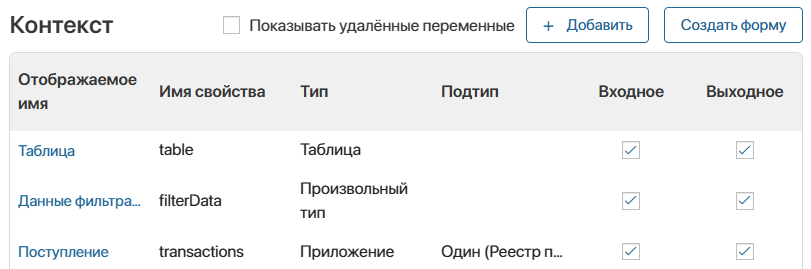 Контекст Показывать удалённые переменные + Добавить Создать форму
Отображаемое имя Имя свойства Тип Подтип Входное Выходное
Таблица table Таблица
Данные фильтра... filterData Произвольный тип
Поступление transactions Приложение Один (Реестр п...